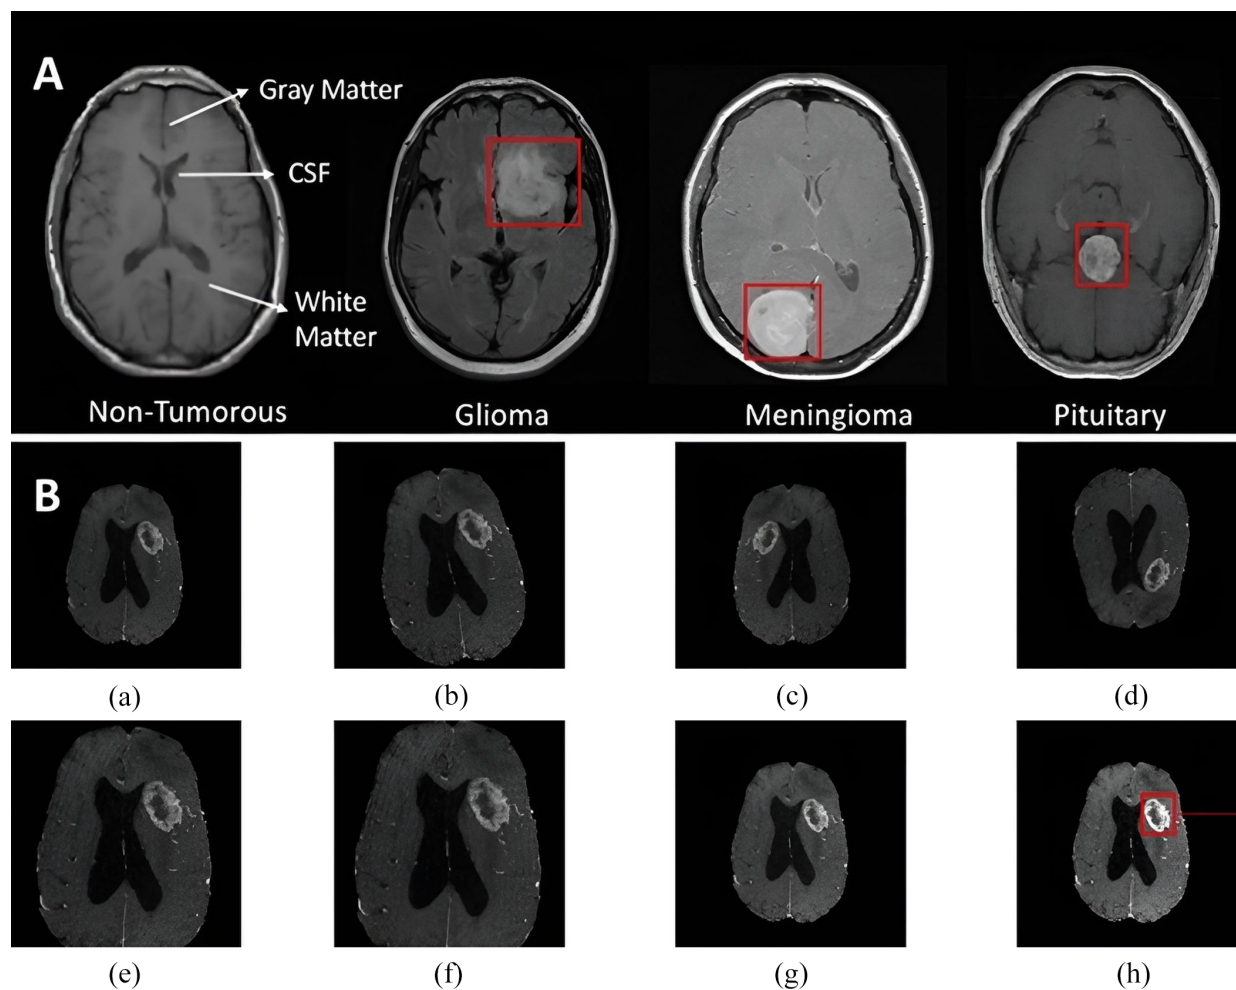 A
Gray Matter
CSF
White
Matter
Non-Tumorous
Glioma
Meningioma
Pituitary
B
(a)
(b)
(c)
(d)
(e)
(f)
(g)
(h)